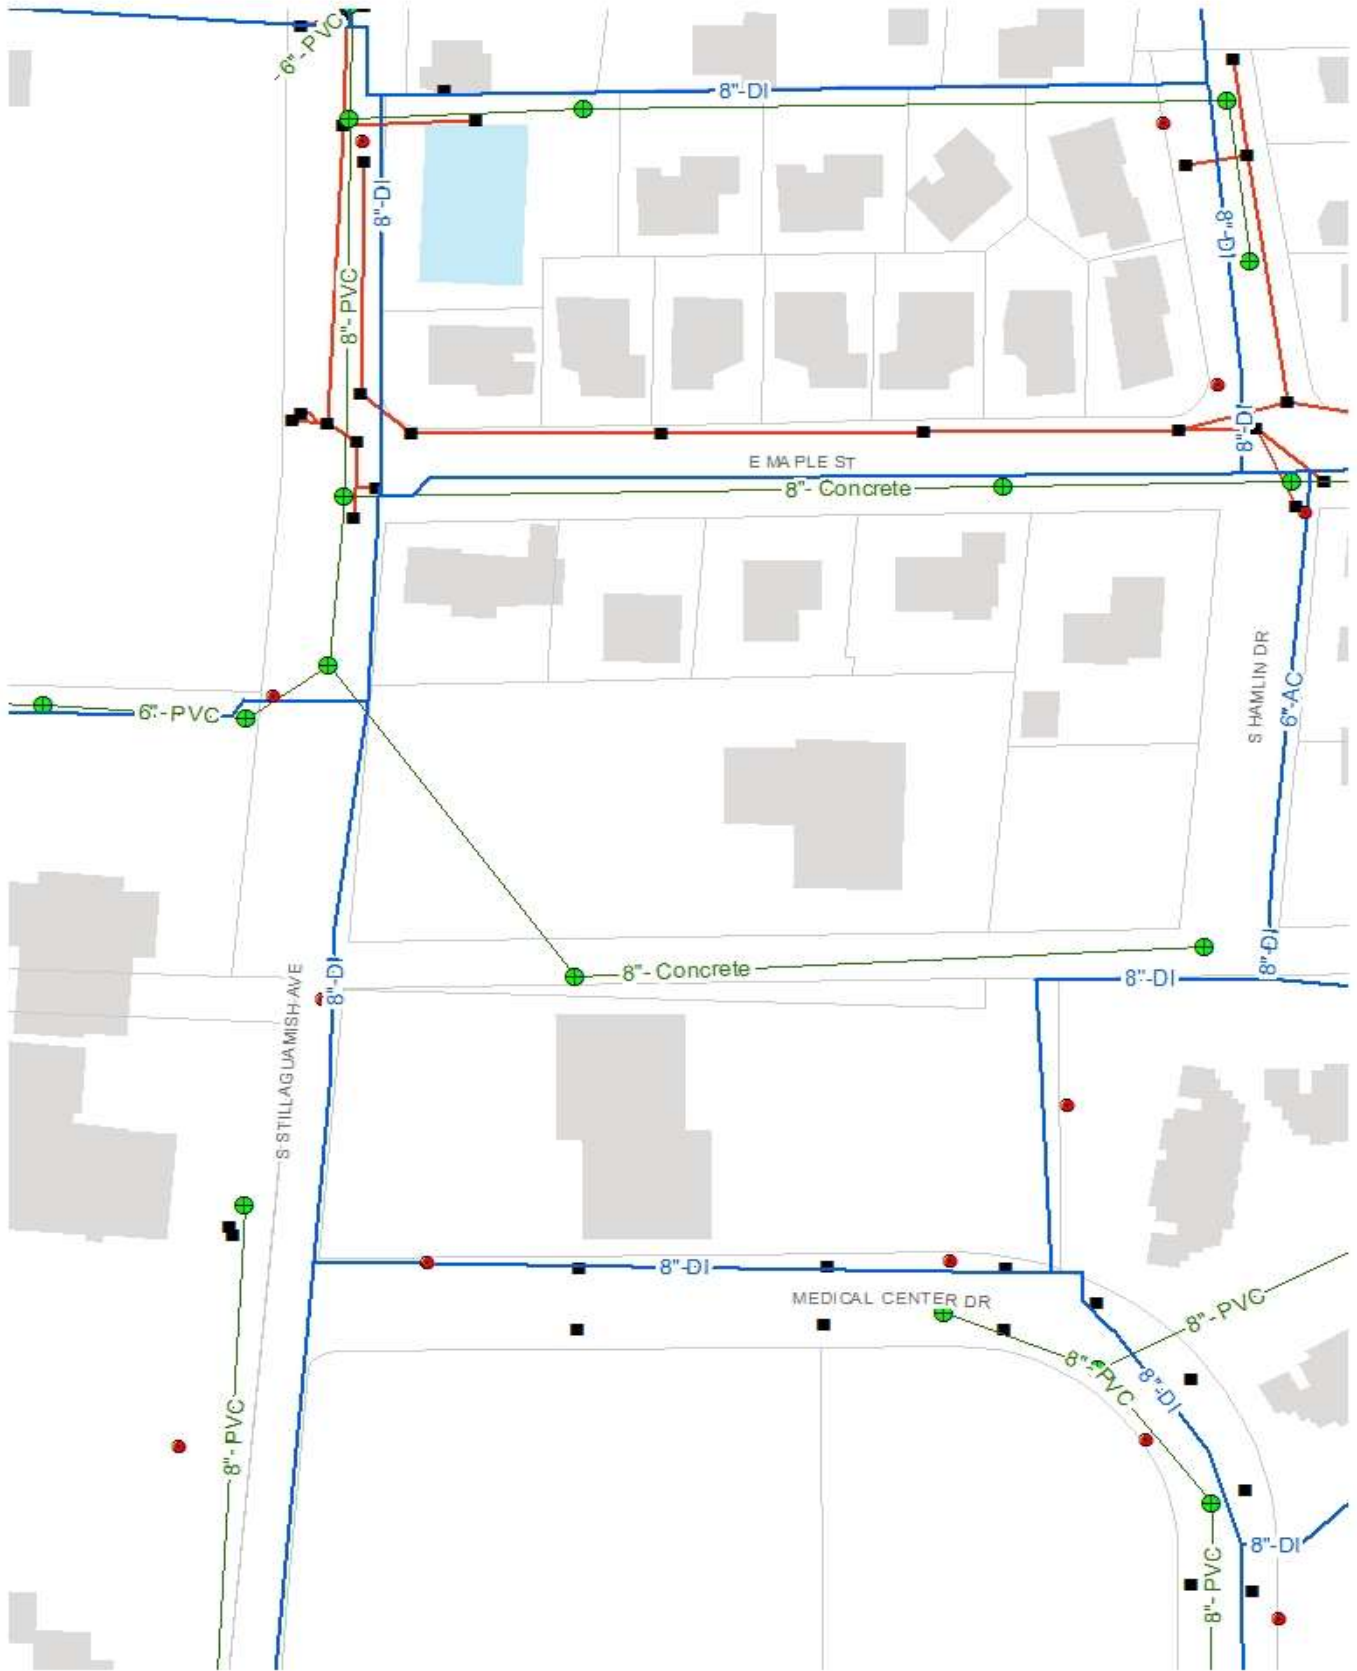 6"-PVC
8"-DI
8"-DI
8"-DI
8"-PVC
8"-DI
E MAPLE ST
8"- Concrete
S HAMLIN DR
6"-AC
6"-PVC
8"-DI
8"-DI
8"- Concrete
8"-DI
S STILLAGUAMISH AVE
8"-DI
MEDICAL CENTER DR
8"-PVC
8"-PVC
8"-DI
8"-PVC
8"-DI
8"-PVC